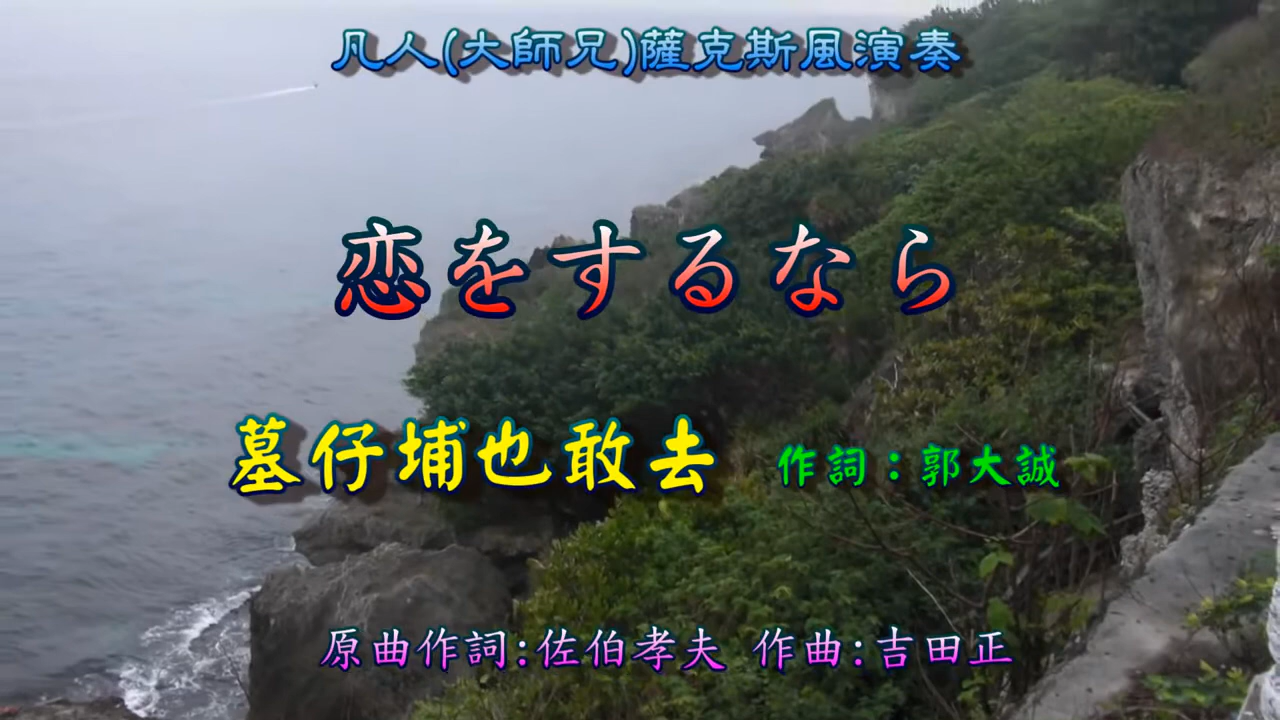 凡人(大師兄)薩克斯風演奏
恋をするなら
墓仔埔也敢去 作詞：郭大誠
原曲作詞:佐伯孝夫 作曲:吉田正